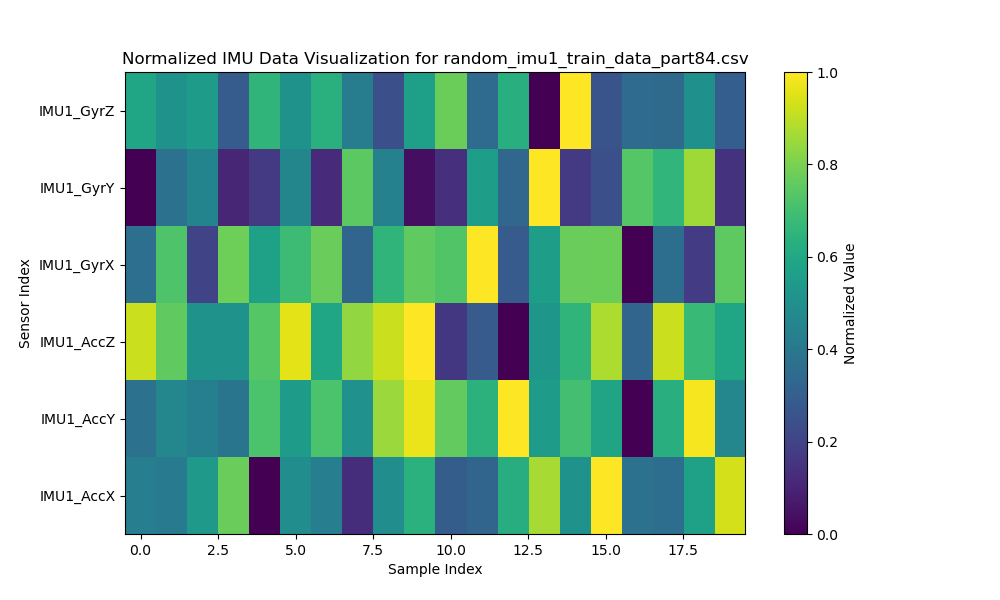 Normalized IMU Data Visualization for random_imu1_train_data_part84.csv
IMU1_GyrZ
IMU1_GyrY
IMU1_GyrX
IMU1_AccZ
IMU1_AccY
IMU1_AccX
Sensor Index
0.0 2.5 5.0 7.5 10.0 12.5 15.0 17.5
Sample Index
1.0
0.8
0.6
0.4
0.2
0.0
Normalized Value